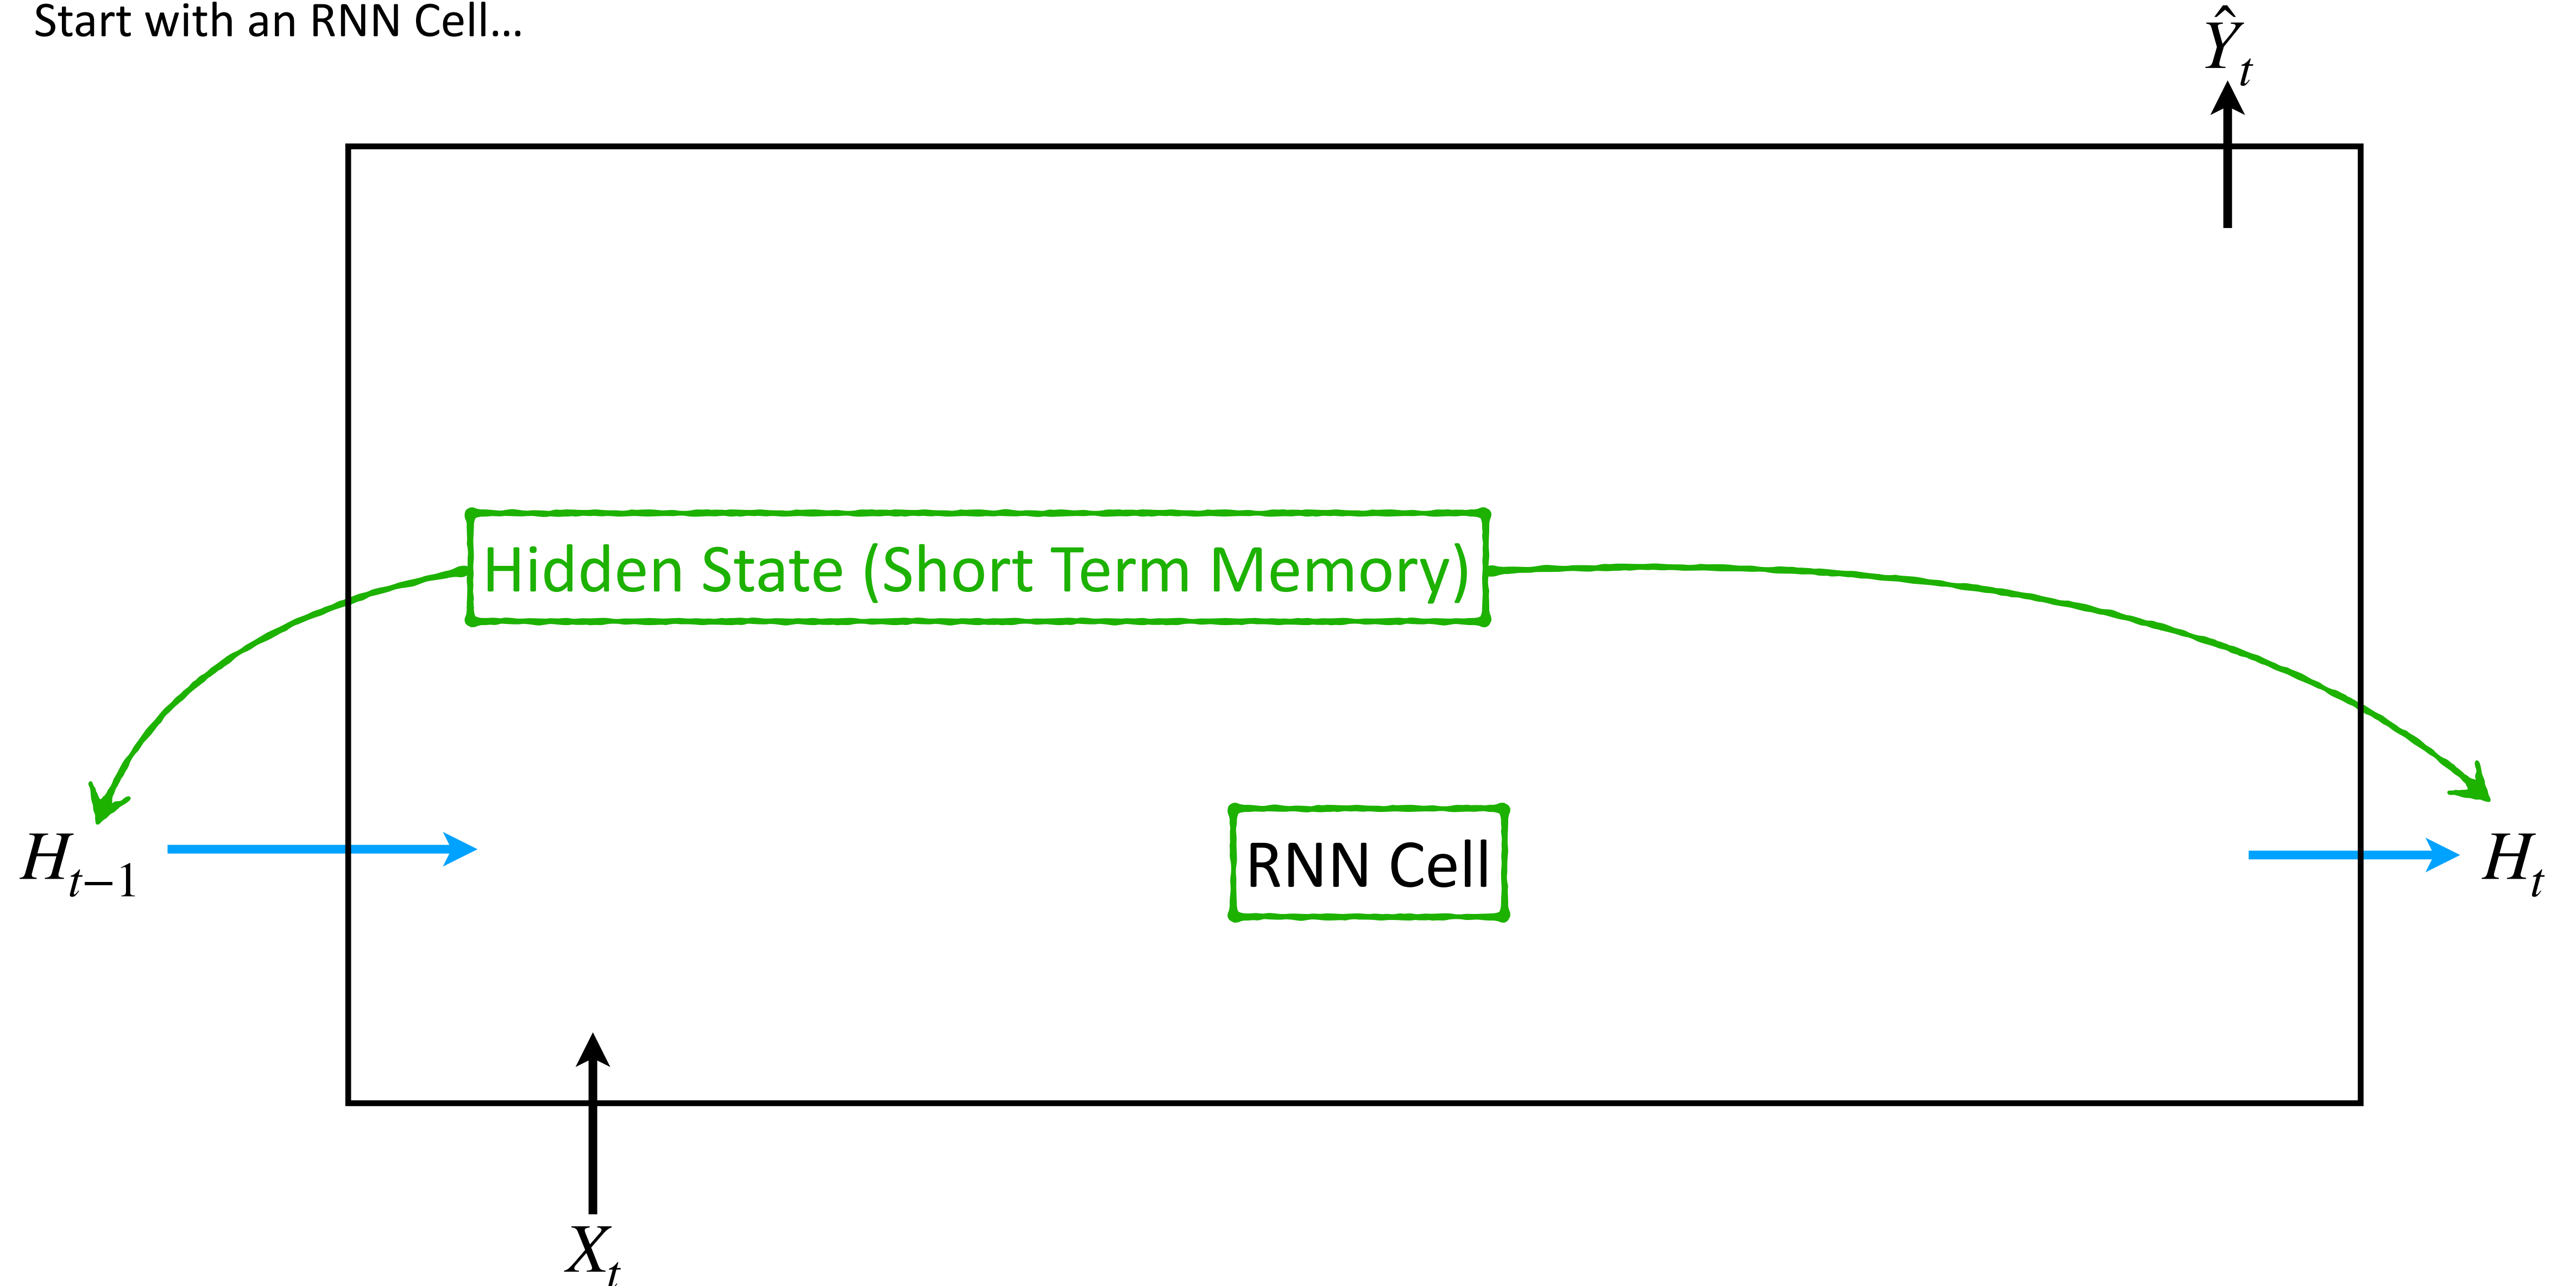 Start with an RNN Cell...
Ŷt
Hidden State (Short Term Memory)
Ht−1
RNN Cell
Ht
Xt